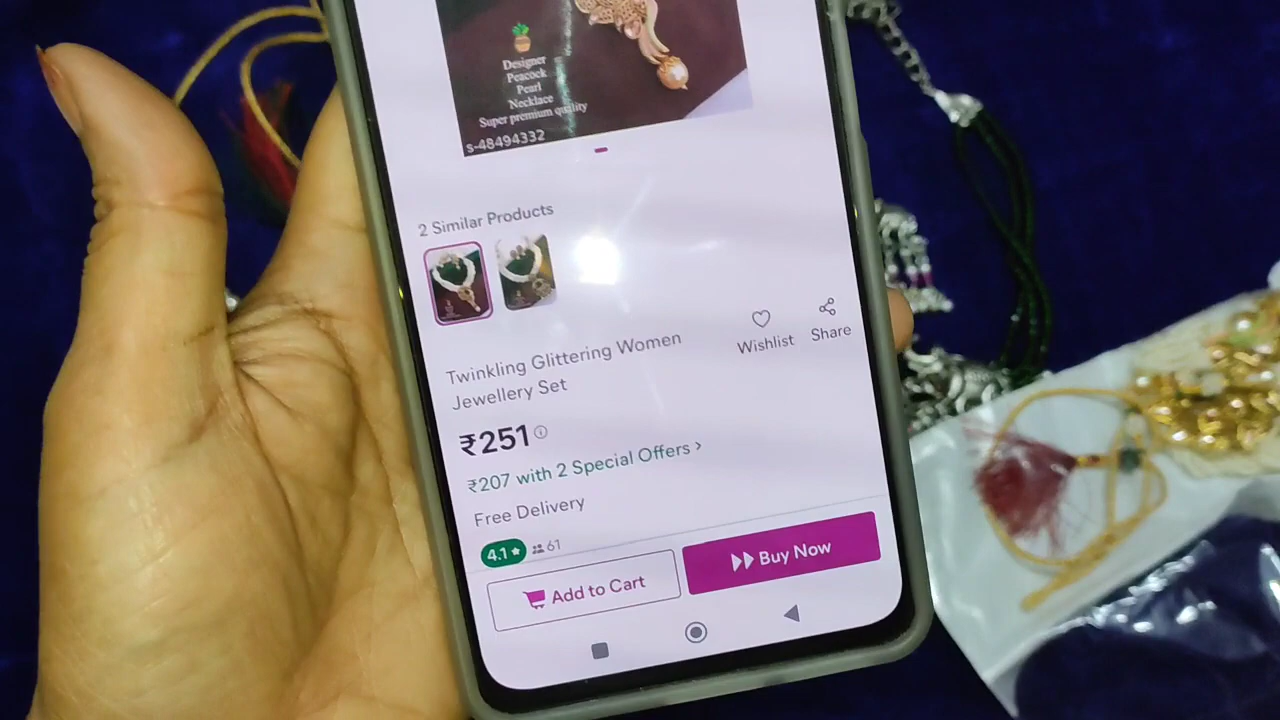 Designer
Peacock
Pearl
Necklace
Super premium quality
s-48494332
2 Similar Products
Wishlist
Share
Twinkling Glittering Women
Jewellery Set
₹251
₹207 with 2 Special Offers >
Free Delivery
4.1 ★ 61
Add to Cart
Buy Now